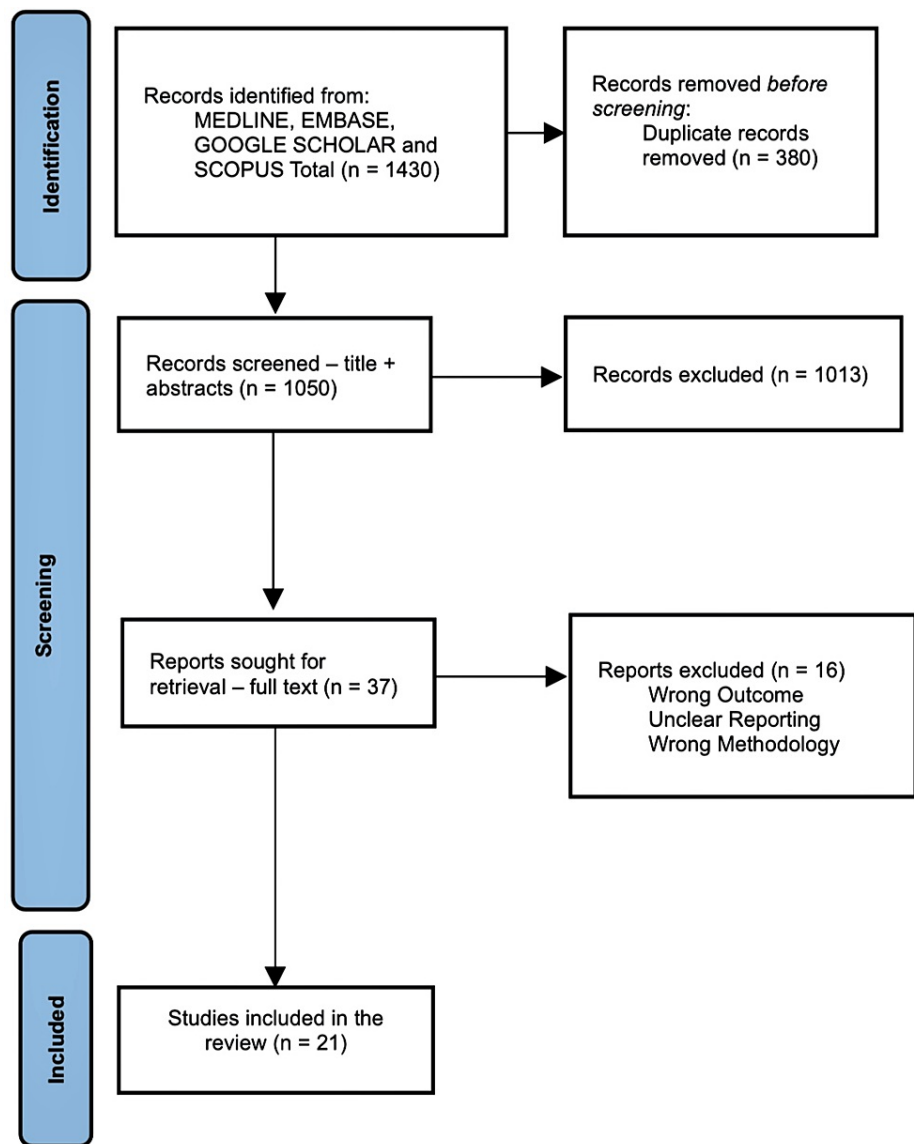 Identification
Records identified from:
MEDLINE, EMBASE,
GOOGLE SCHOLAR and
SCOPUS Total (n = 1430)
Records removed before
screening:
Duplicate records
removed (n = 380)
Screening
Records screened – title +
abstracts (n = 1050)
Records excluded (n = 1013)
Reports sought for
retrieval – full text (n = 37)
Reports excluded (n = 16)
Wrong Outcome
Unclear Reporting
Wrong Methodology
Included
Studies included in the
review (n = 21)